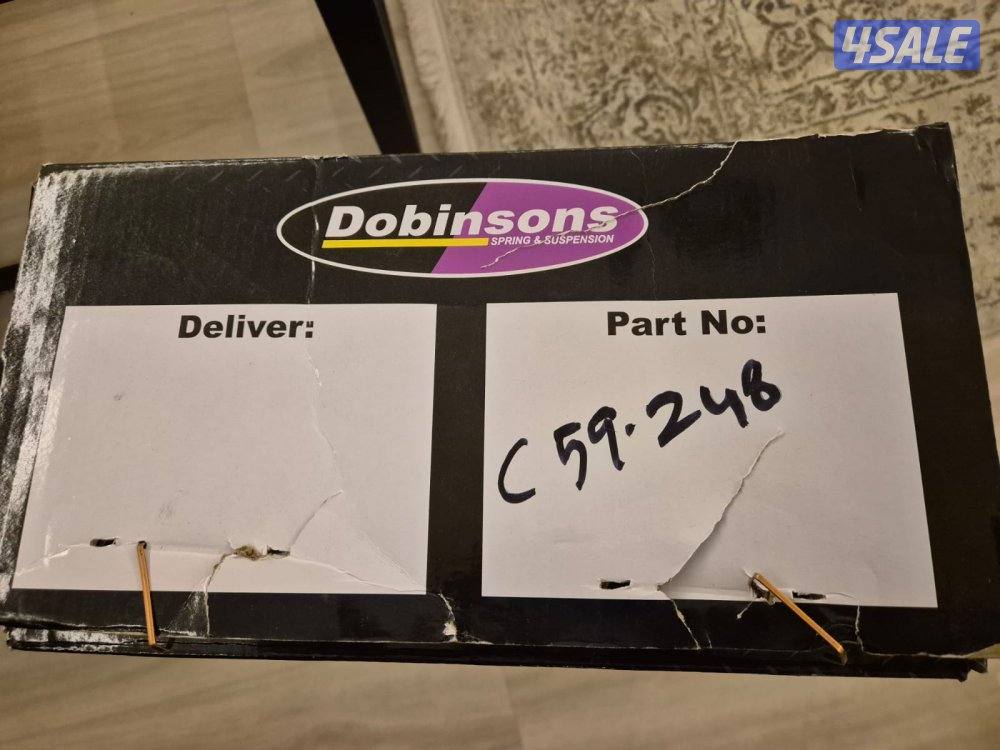 4SALE
Dobinsons
SPRING & SUSPENSION
Deliver:
Part No:
C59.248